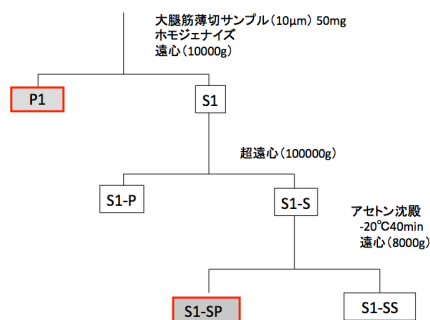 大腿筋薄切サンプル(10μm) 50mg
ホモジェナイズ
遠心(10000g)
P1
S1
超遠心(100000g)
S1-P
S1-S
アセトン沈殿
-20℃40min
遠心(8000g)
S1-SP
S1-SS